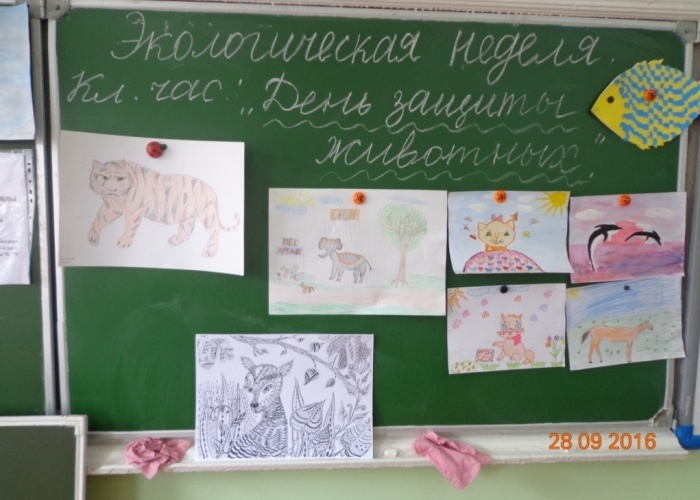 Экологическая неделя.
Кл. час: „День защиты
животных."
28 09 2016